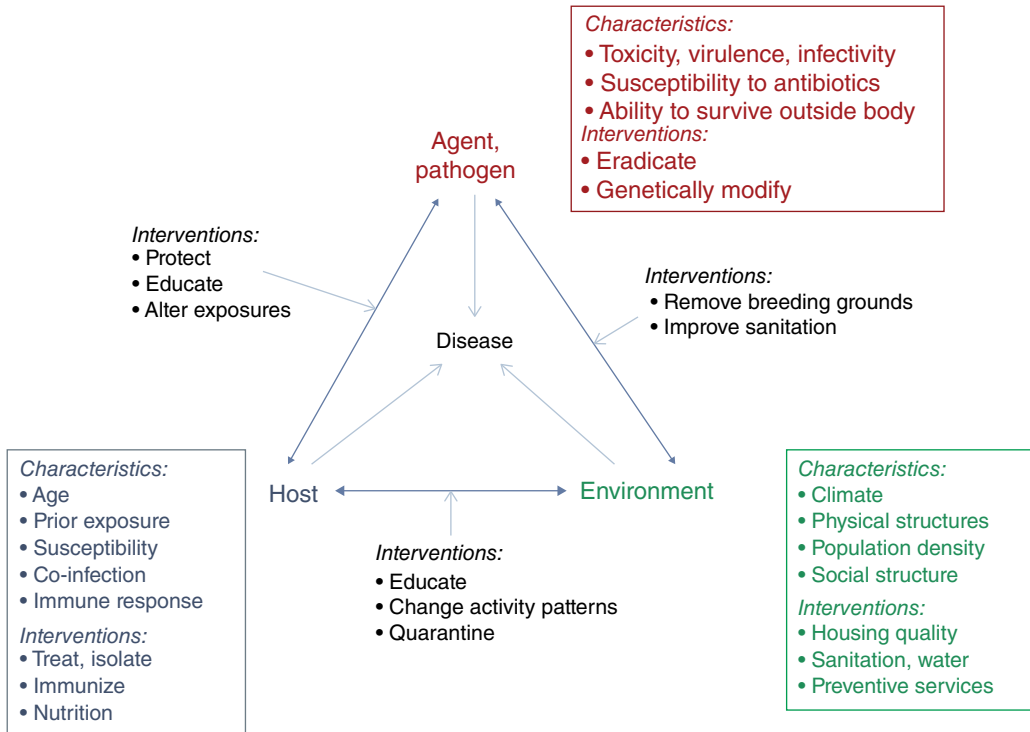 Characteristics:
• Toxicity, virulence, infectivity
• Susceptibility to antibiotics
• Ability to survive outside body
Interventions:
• Eradicate
• Genetically modify
Agent,
pathogen
Interventions:
• Protect
• Educate
• Alter exposures
Interventions:
• Remove breeding grounds
• Improve sanitation
Disease
Characteristics:
• Age
• Prior exposure
• Susceptibility
• Co-infection
• Immune response
Interventions:
• Treat, isolate
• Immunize
• Nutrition
Host
Environment
Interventions:
• Educate
• Change activity patterns
• Quarantine
Characteristics:
• Climate
• Physical structures
• Population density
• Social structure
Interventions:
• Housing quality
• Sanitation, water
• Preventive services